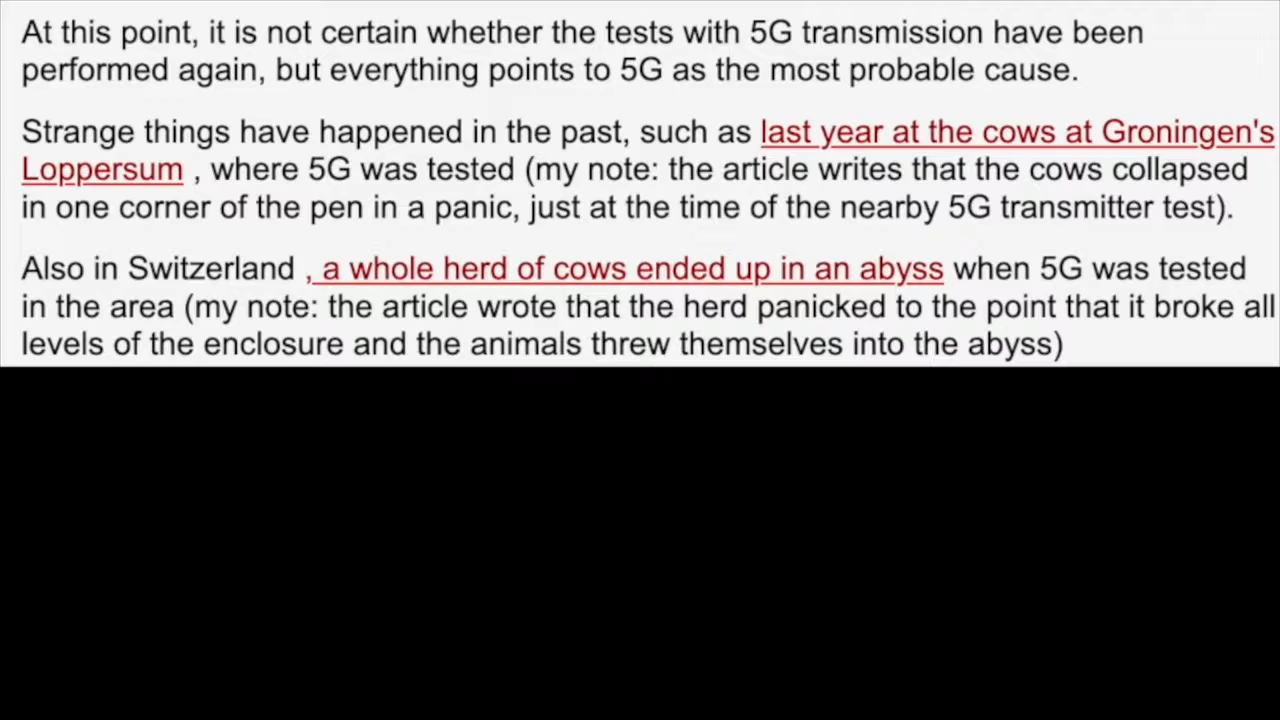 At this point, it is not certain whether the tests with 5G transmission have been
performed again, but everything points to 5G as the most probable cause.
Strange things have happened in the past, such as last year at the cows at Groningen's
Loppersum , where 5G was tested (my note: the article writes that the cows collapsed
in one corner of the pen in a panic, just at the time of the nearby 5G transmitter test).
Also in Switzerland , a whole herd of cows ended up in an abyss when 5G was tested
in the area (my note: the article wrote that the herd panicked to the point that it broke all
levels of the enclosure and the animals threw themselves into the abyss)